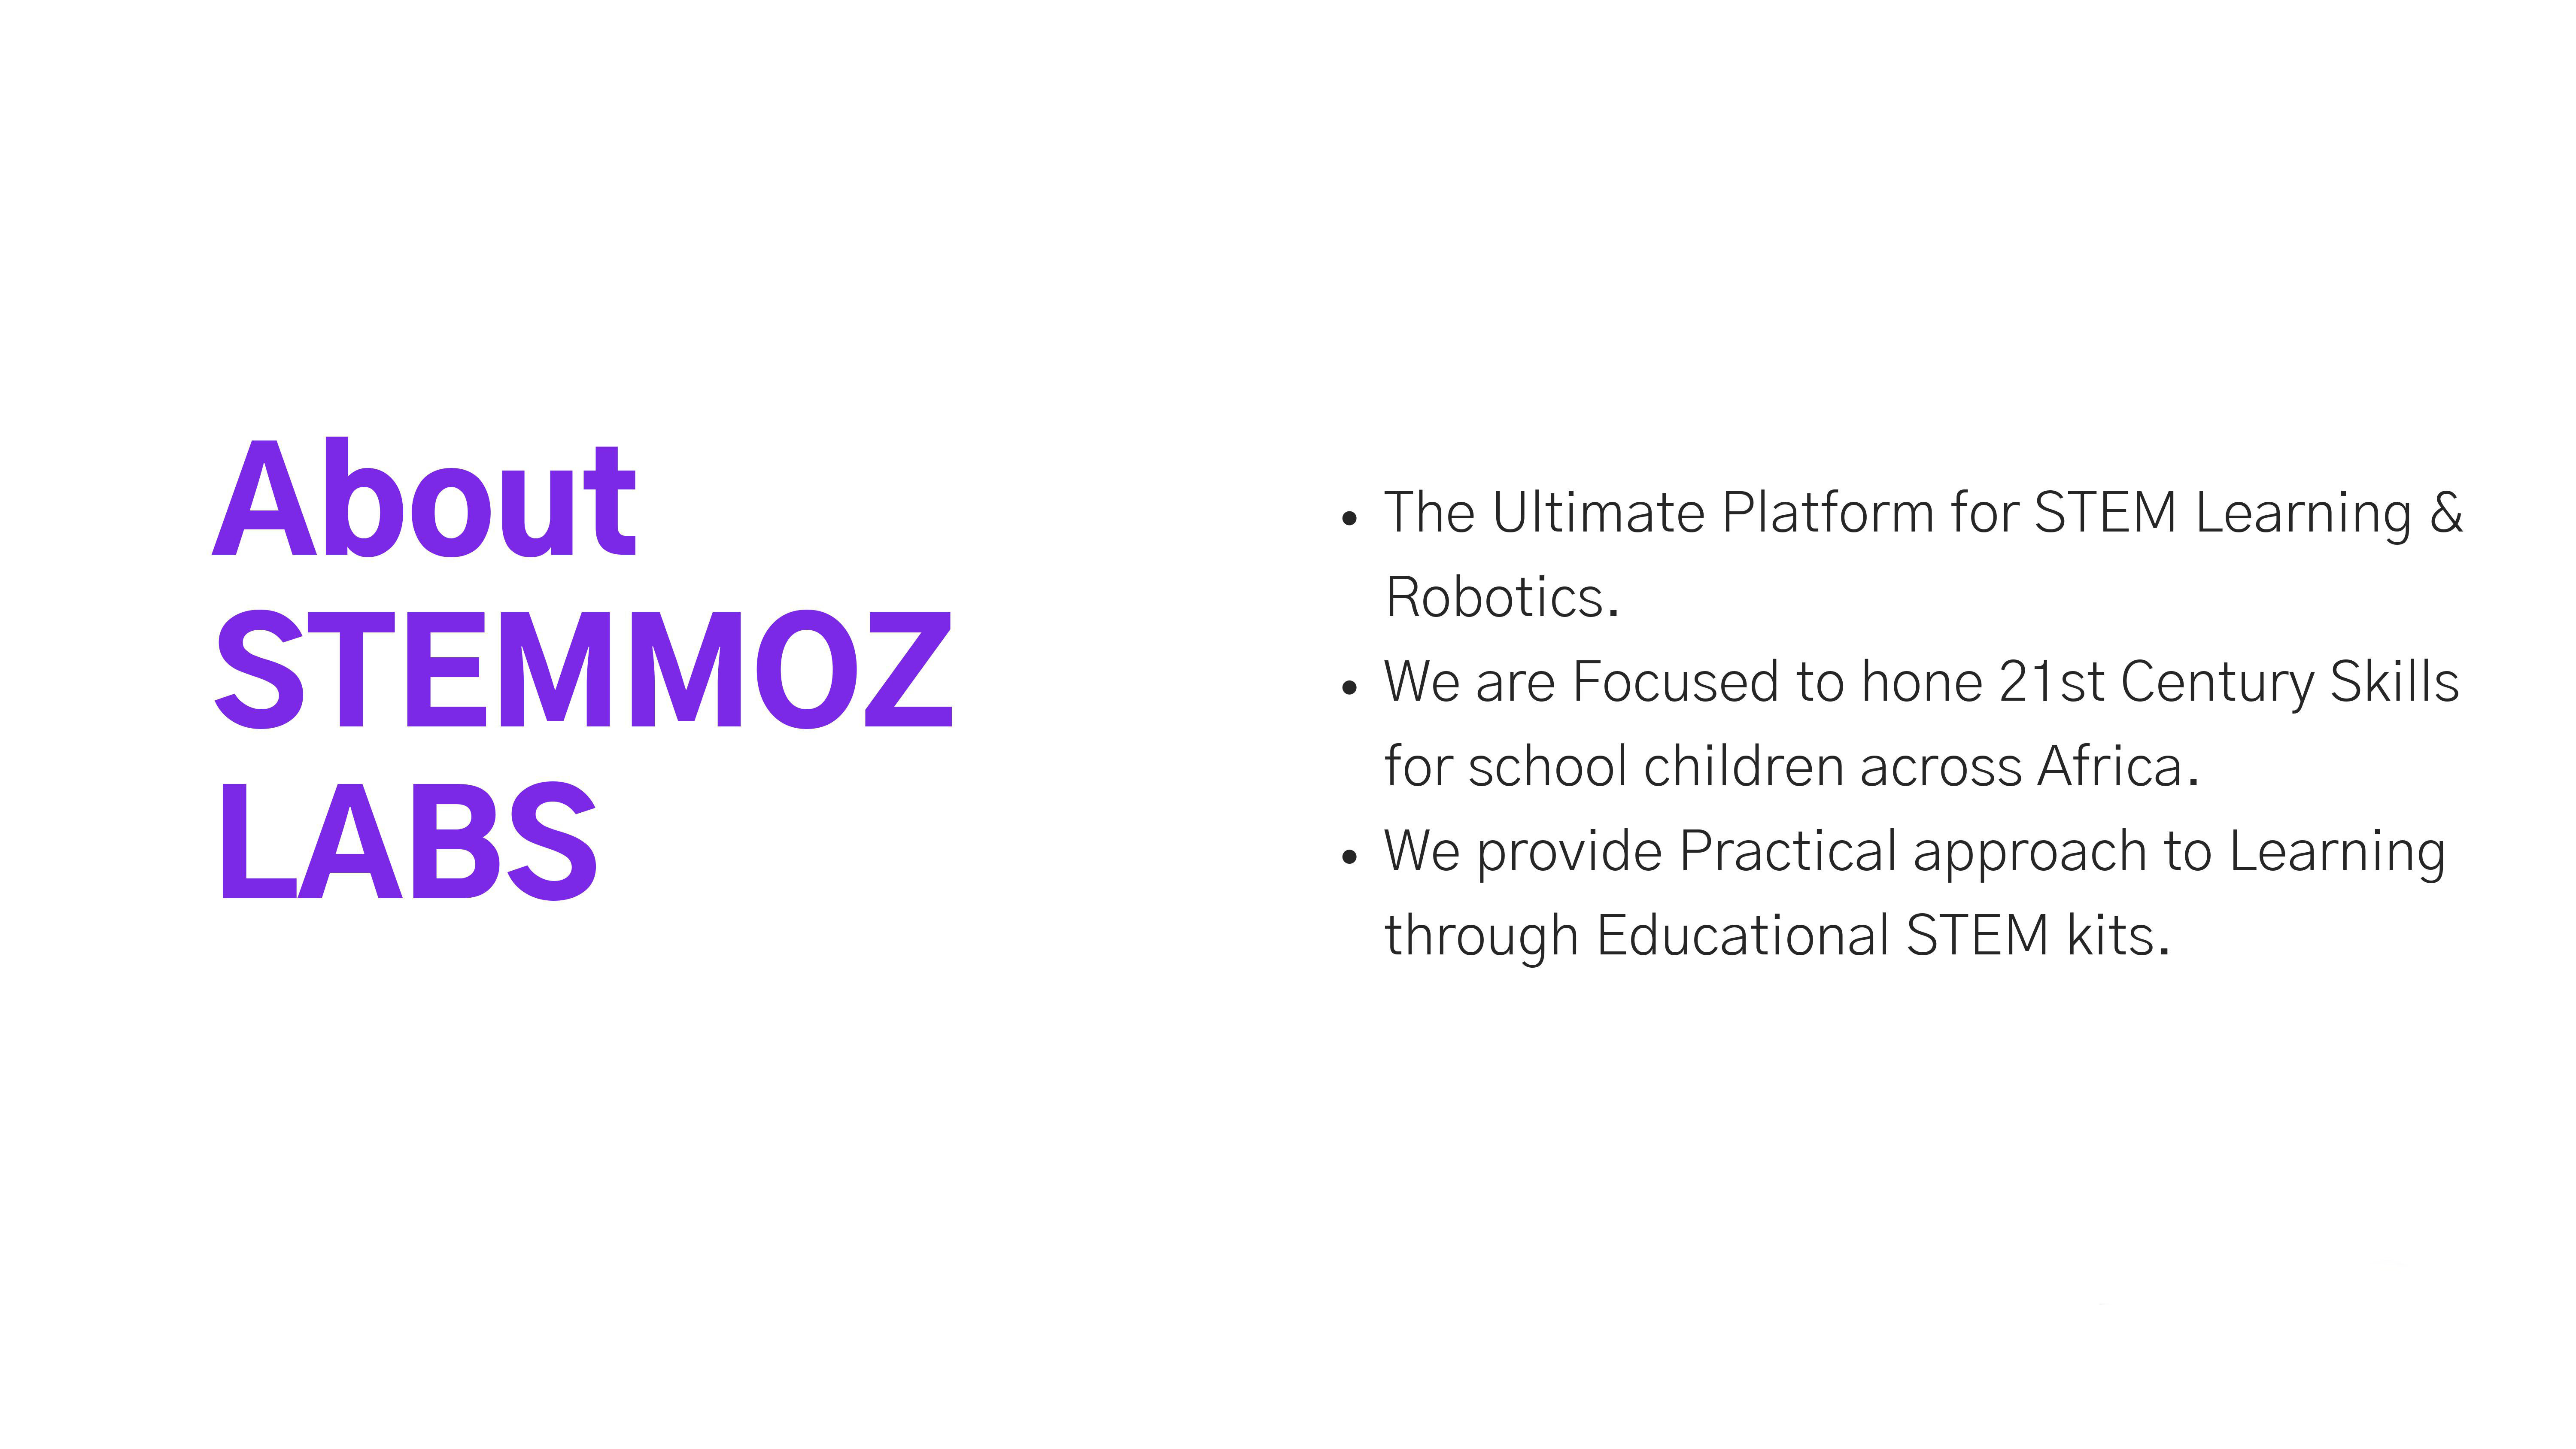 About
STEMMOZ
LABS
• The Ultimate Platform for STEM Learning &
Robotics.
• We are Focused to hone 21st Century Skills
for school children across Africa.
• We provide Practical approach to Learning
through Educational STEM kits.